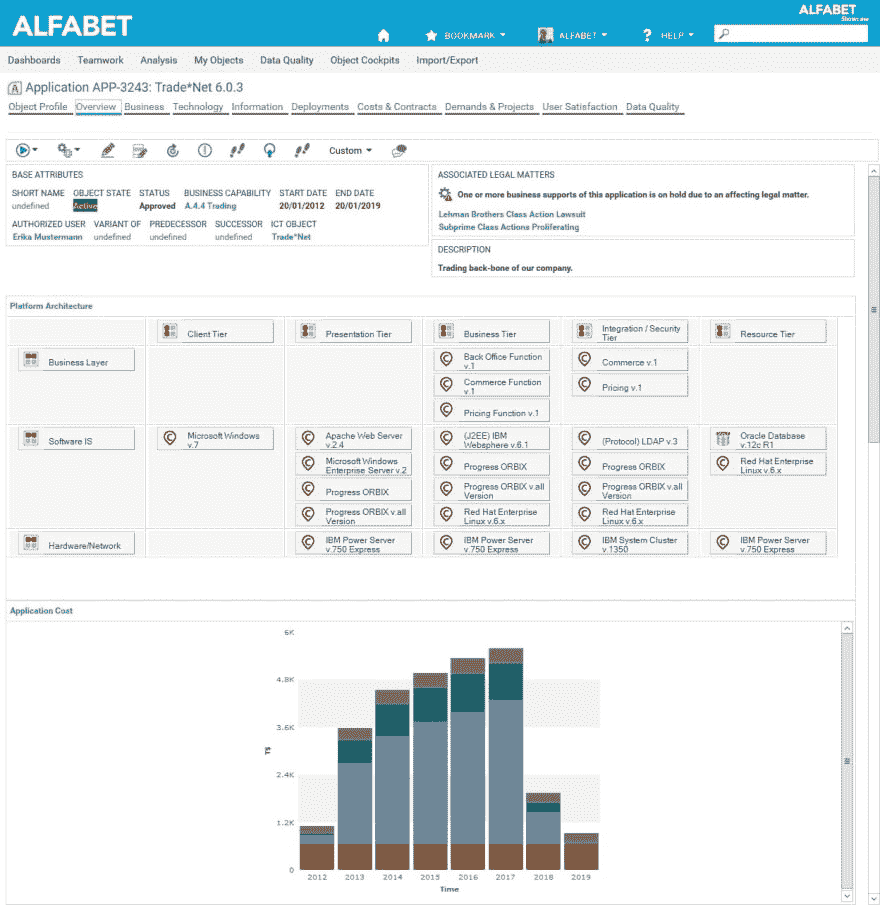 ALFABET
ALFABET
BOOKMARK
ALFABET
HELP
Dashboards Teamwork Analysis My Objects Data Quality Object Cockpits Import/Export
Application APP-3243: Trade*Net 6.0.3
Object Profile Overview Business Technology Information Deployments Costs & Contracts Demands & Projects User Satisfaction Data Quality
Custom
BASE ATTRIBUTES
SHORT NAME OBJECT STATE STATUS BUSINESS CAPABILITY START DATE END DATE
undefined Active Approved A.4.4 Trading 20/01/2012 20/01/2019
AUTHORIZED USER VARIANT OF PREDECESSOR SUCCESSOR ICT OBJECT
Erika Mustermann undefined undefined undefined Trade*Net
ASSOCIATED LEGAL MATTERS
One or more business supports of this application is on hold due to an affecting legal matter.
Lehman Brothers Class Action Lawsuit
Subprime Class Actions Proliferating
DESCRIPTION
Trading back-bone of our company.
Platform Architecture
Client Tier
Presentation Tier
Business Tier
Integration / Security
Tier
Resource Tier
Business Layer
Back Office Function
v.1
Commerce Function
v.1
Pricing Function v.1
Commerce v.1
Pricing v.1
Software IS
Microsoft Windows
v.7
Apache Web Server
v.2.4
Microsoft Windows
Enterprise Server v.2
Progress ORBIX
Progress ORBIX v.all
Version
(J2EE) IBM
Websphere v.6.1
Progress ORBIX
Progress ORBIX v.all
Version
Red Hat Enterprise
Linux v.6.x
(Protocol) LDAP v.3
Progress ORBIX
Progress ORBIX v.all
Version
Red Hat Enterprise
Linux v.6.x
Oracle Database
v.12c R1
Red Hat Enterprise
Linux v.6.x
Hardware/Network
IBM Power Server
v.750 Express
IBM Power Server
v.750 Express
IBM System Cluster
v.1350
IBM Power Server
v.750 Express
Application Cost
6K
4.8K
3.6K
T$
2.4K
1.2K
0
2012 2013 2014 2015 2016 2017 2018 2019
Time